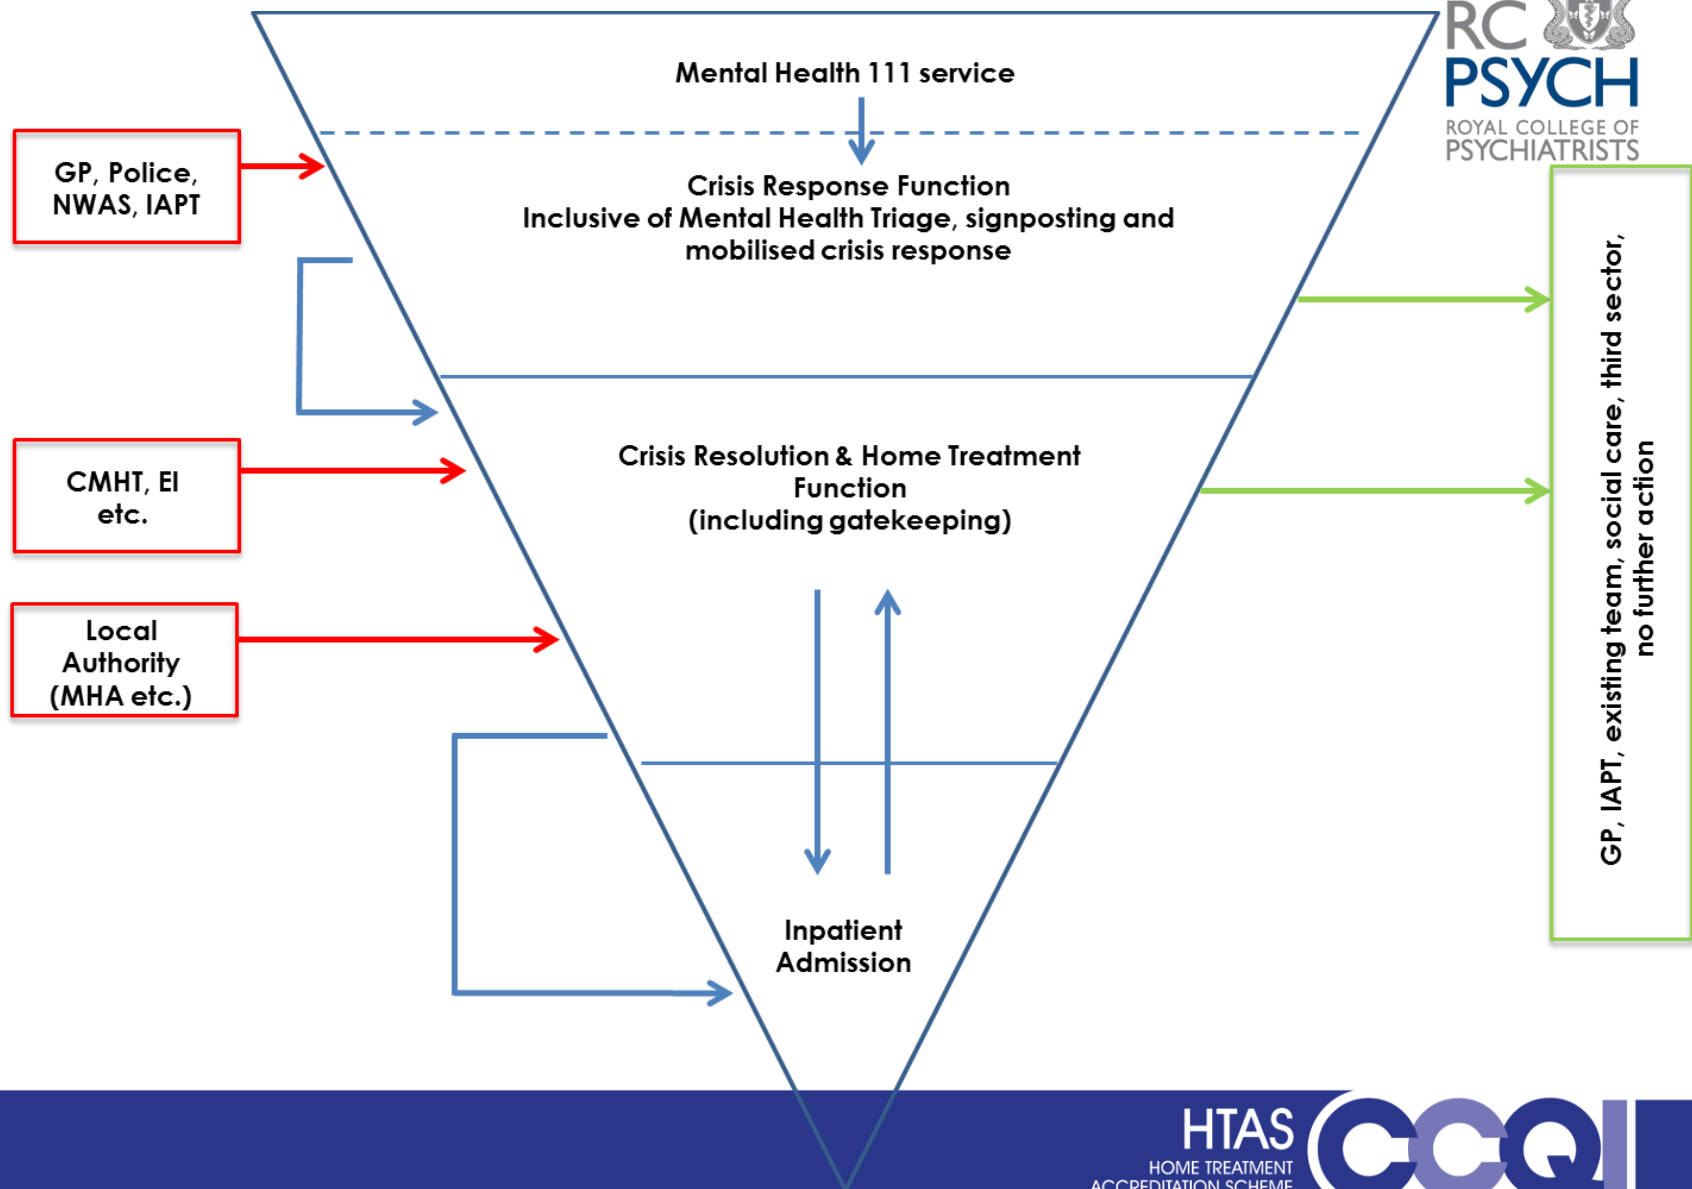 RC
PSYCH
ROYAL COLLEGE OF
PSYCHIATRISTS
Mental Health 111 service
GP, Police,
NWAS, IAPT
Crisis Response Function
Inclusive of Mental Health Triage, signposting and
mobilised crisis response
CMHT, EI
etc.
Crisis Resolution & Home Treatment
Function
(including gatekeeping)
Local
Authority
(MHA etc.)
Inpatient
Admission
GP, IAPT, existing team, social care, third sector,
no further action
HTAS
HOME TREATMENT
ACCREDITATION SCHEME
CCQI